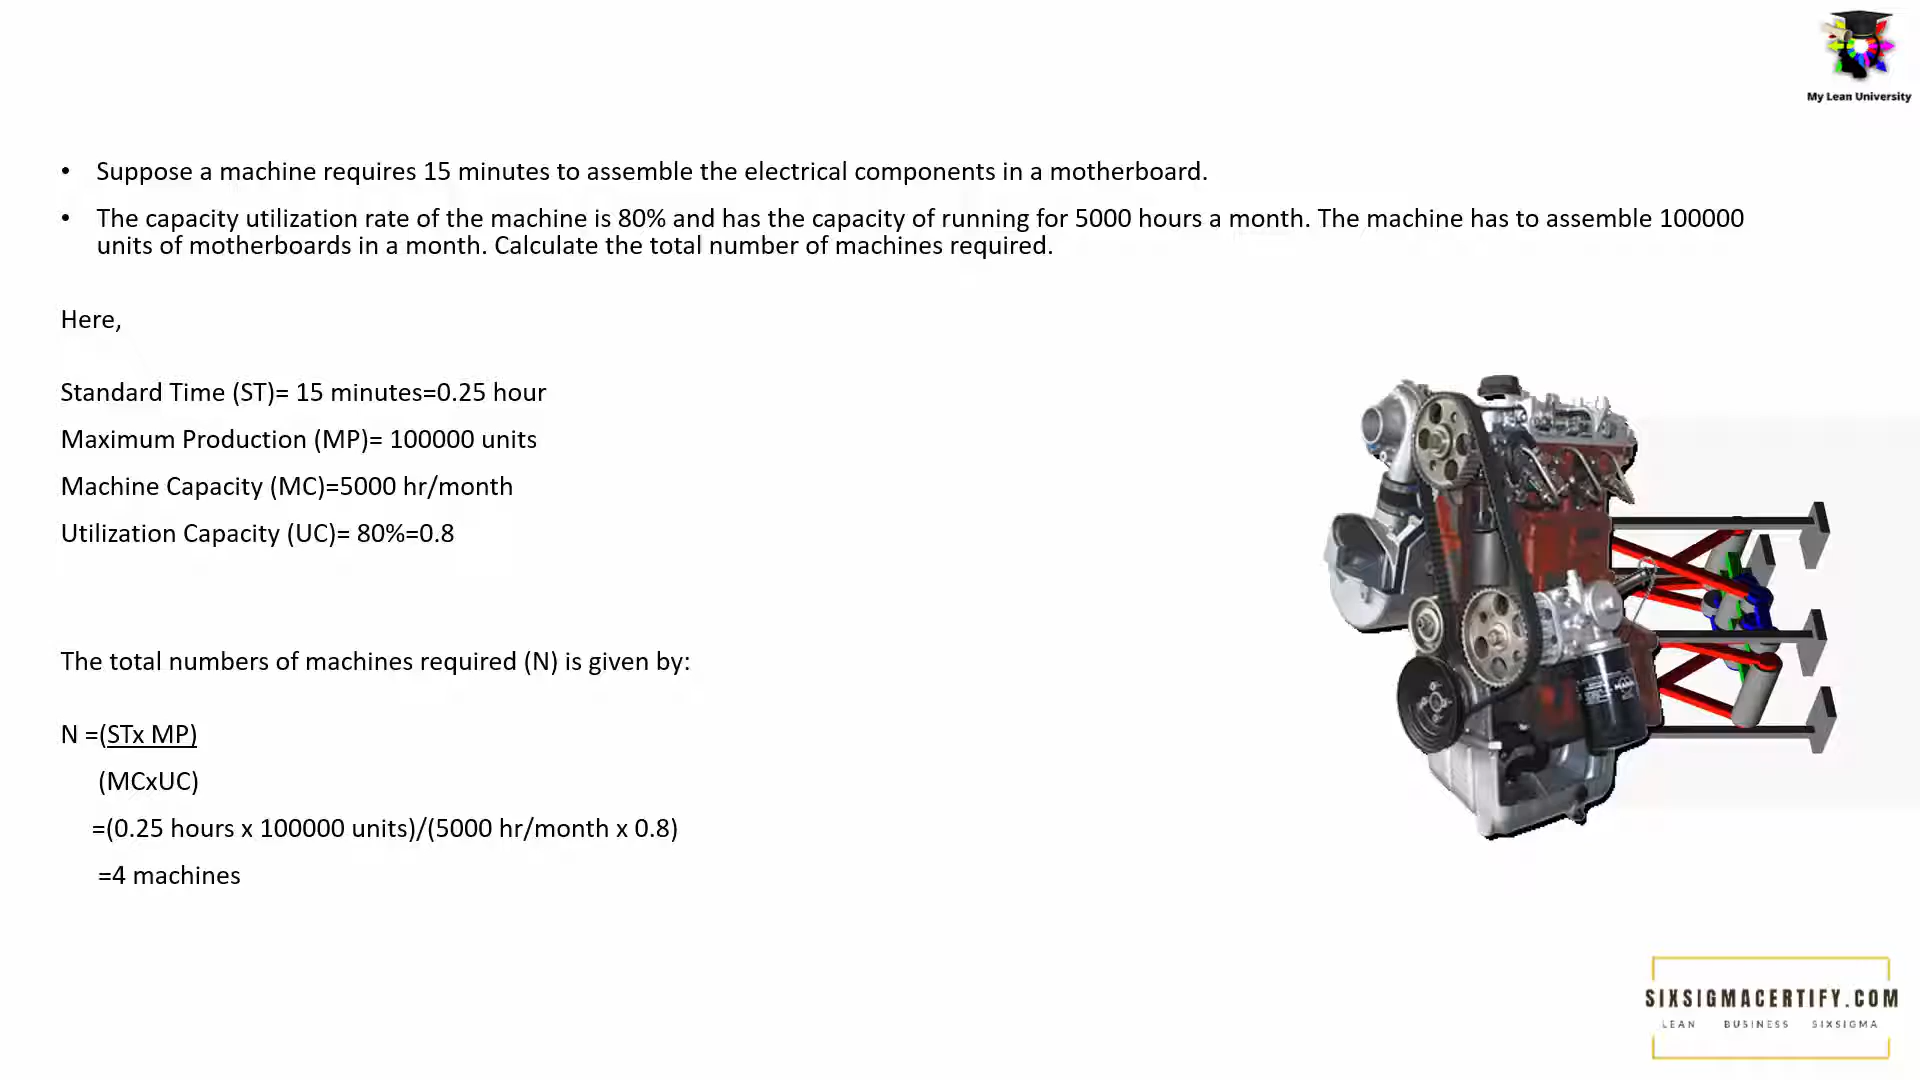 My Lean University
• Suppose a machine requires 15 minutes to assemble the electrical components in a motherboard.
• The capacity utilization rate of the machine is 80% and has the capacity of running for 5000 hours a month. The machine has to assemble 100000
units of motherboards in a month. Calculate the total number of machines required.
Here,
Standard Time (ST)= 15 minutes=0.25 hour
Maximum Production (MP)= 100000 units
Machine Capacity (MC)=5000 hr/month
Utilization Capacity (UC)= 80%=0.8
The total numbers of machines required (N) is given by:
N =(STx MP)
(MCxUC)
=(0.25 hours x 100000 units)/(5000 hr/month x 0.8)
=4 machines
SIXSIGMACERTIFY.COM
LEAN BUSINESS SIXSIGMA